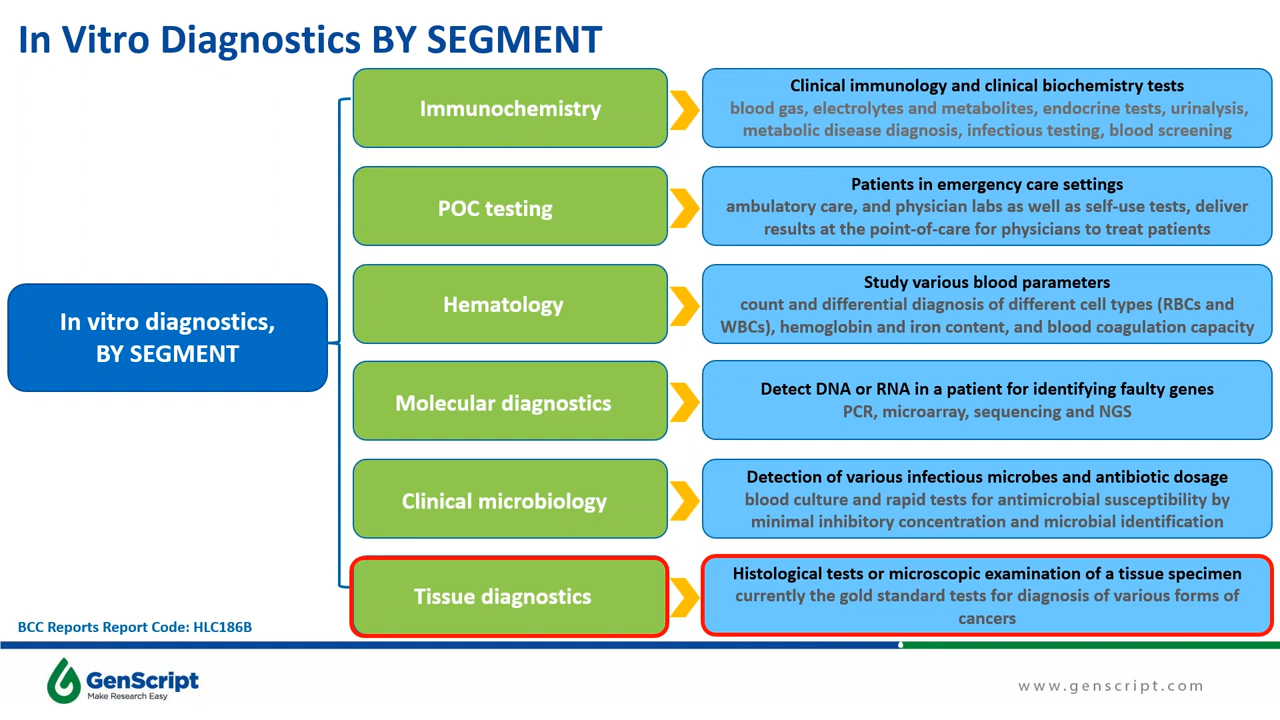 In Vitro Diagnostics BY SEGMENT
In vitro diagnostics,
BY SEGMENT
Immunochemistry
Clinical immunology and clinical biochemistry tests
blood gas, electrolytes and metabolites, endocrine tests, urinalysis,
metabolic disease diagnosis, infectious testing, blood screening
POC testing
Patients in emergency care settings
ambulatory care, and physician labs as well as self-use tests, deliver
results at the point-of-care for physicians to treat patients
Hematology
Study various blood parameters
count and differential diagnosis of different cell types (RBCs and
WBCs), hemoglobin and iron content, and blood coagulation capacity
Molecular diagnostics
Detect DNA or RNA in a patient for identifying faulty genes
PCR, microarray, sequencing and NGS
Clinical microbiology
Detection of various infectious microbes and antibiotic dosage
blood culture and rapid tests for antimicrobial susceptibility by
minimal inhibitory concentration and microbial identification
Tissue diagnostics
Histological tests or microscopic examination of a tissue specimen
currently the gold standard tests for diagnosis of various forms of
cancers
BCC Reports Report Code: HLC186B
GenScript
Make Research Easy
www.genscript.com